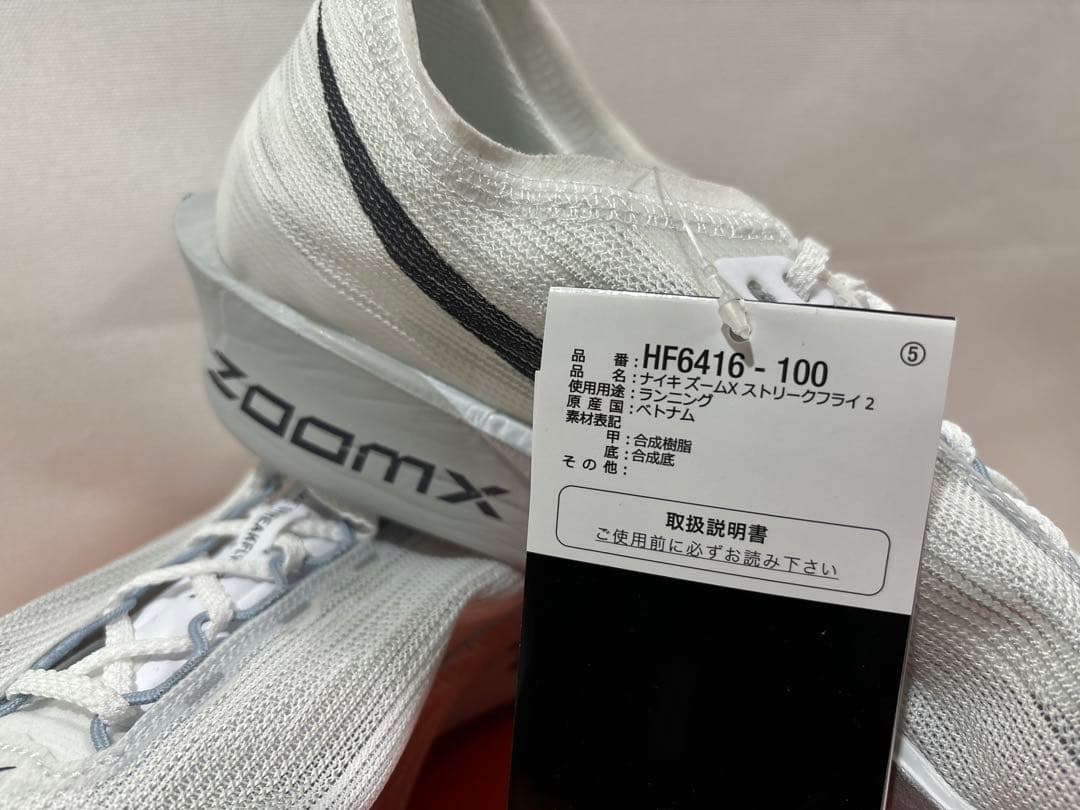 ZOOMX
STREAKFLY
⑤
品番：HF6416 - 100
品名：ナイキ ズームX ストリークフライ 2
使用用途：ランニング
原産国：ベトナム
素材表記
甲：合成樹脂
底：合成底
その他：
取扱説明書
ご使用前に必ずお読み下さい